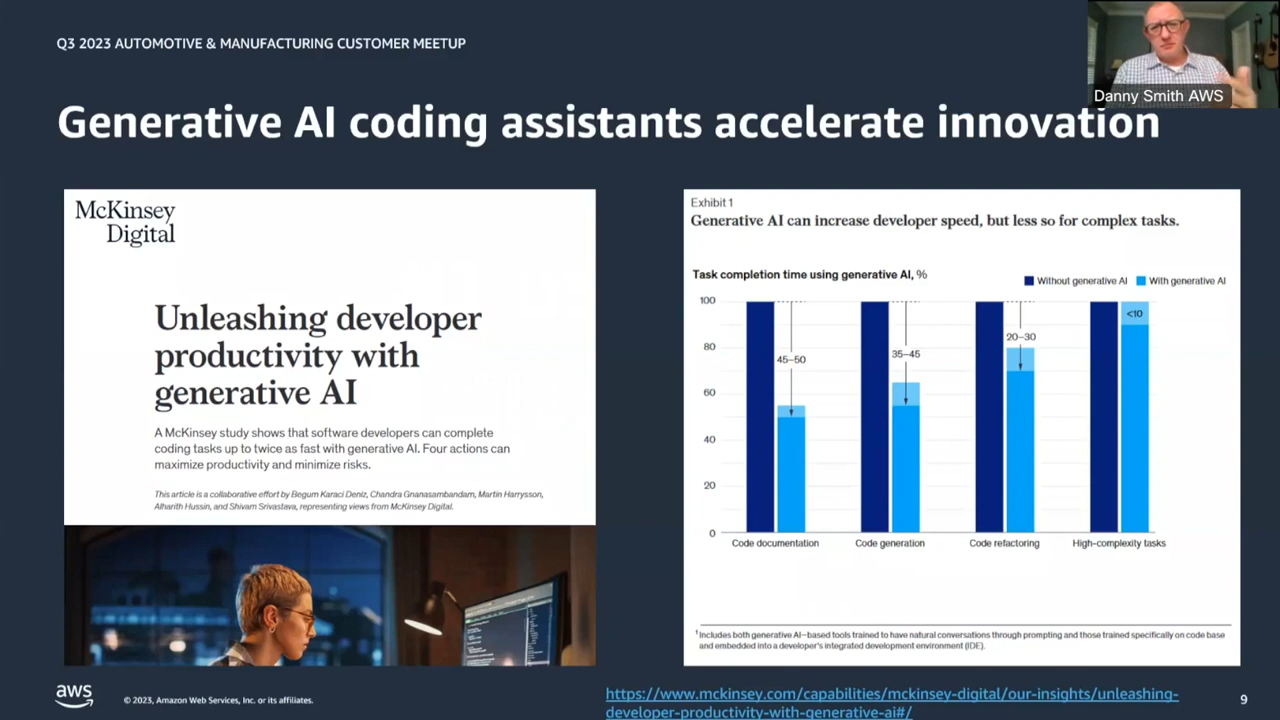 Q3 2023 AUTOMOTIVE & MANUFACTURING CUSTOMER MEETUP
Danny Smith AWS
Generative AI coding assistants accelerate innovation
McKinsey
Digital
Unleashing developer
productivity with
generative AI
A McKinsey study shows that software developers can complete
coding tasks up to twice as fast with generative AI. Four actions can
maximize productivity and minimize risks.
This article is a collaborative effort by Begum Karaci Deniz, Chandra Gnanasambandam, Martin Harrysson,
Alharith Hussin, and Shivam Srivastava, representing views from McKinsey Digital.
Exhibit 1
Generative AI can increase developer speed, but less so for complex tasks.
Task completion time using generative AI, %
Without generative AI
With generative AI
100
80
60
40
20
0
45–50
35–45
20–30
<10
Code documentation
Code generation
Code refactoring
High-complexity tasks
1 Includes both generative AI–based tools trained to have natural conversations through prompting and those trained specifically on code base
and embedded into a developer's integrated development environment (IDE).
aws
© 2023, Amazon Web Services, Inc. or its affiliates.
https://www.mckinsey.com/capabilities/mckinsey-digital/our-insights/unleashing-
developer-productivity-with-generative-ai#/
9